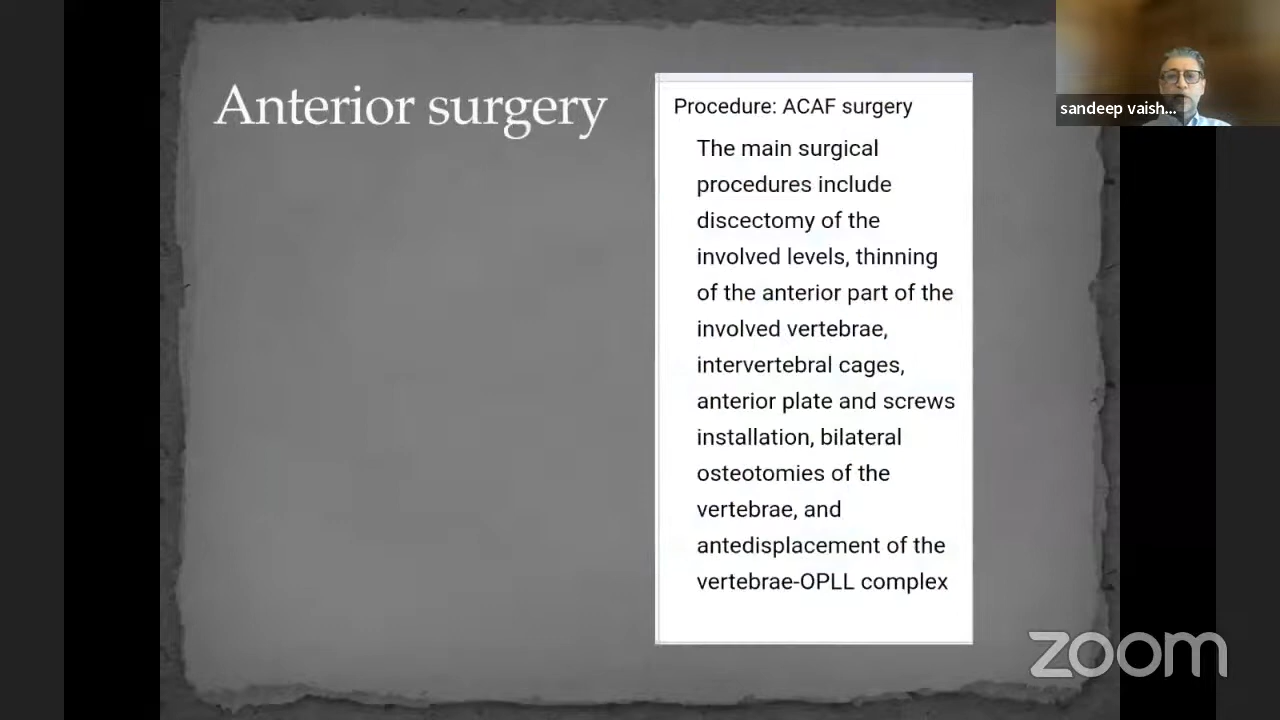 Anterior surgery
Procedure: ACAF surgery
The main surgical
procedures include
discectomy of the
involved levels, thinning
of the anterior part of the
involved vertebrae,
intervertebral cages,
anterior plate and screws
installation, bilateral
osteotomies of the
vertebrae, and
antedisplacement of the
vertebrae-OPLL complex
sandeep vaish...
zoom